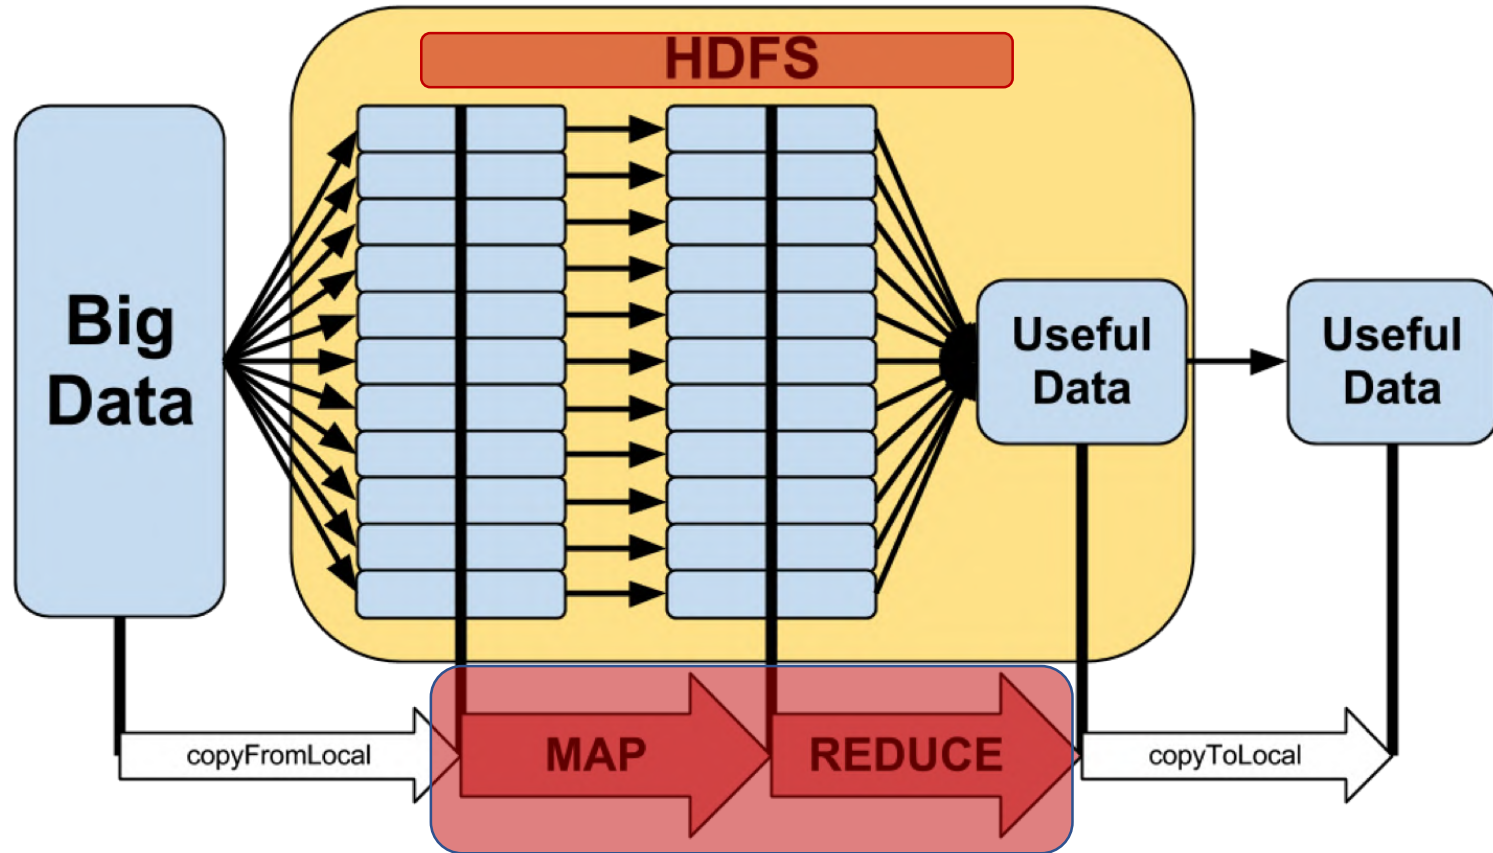 HDFS
Big
Data
Useful
Data
Useful
Data
copyFromLocal
MAP
REDUCE
copyToLocal